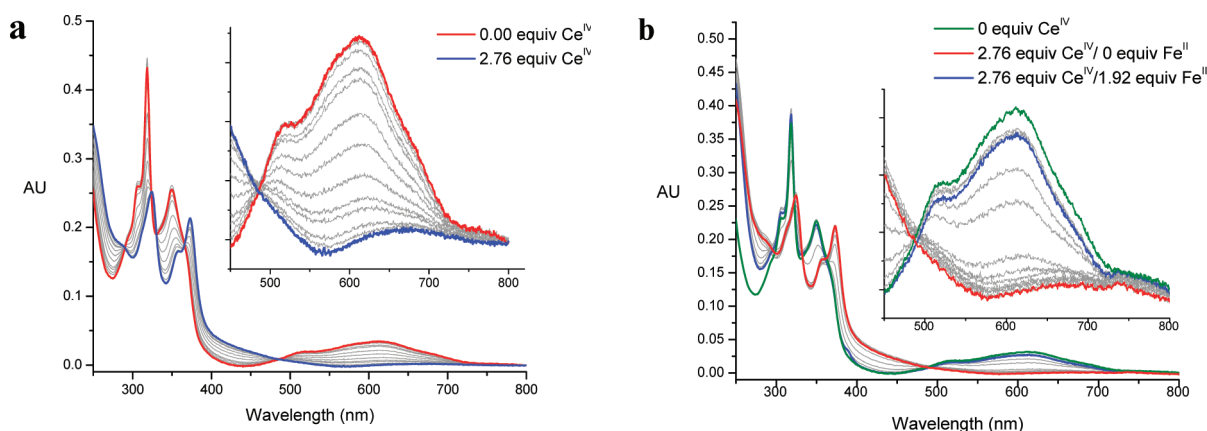 a
0.00 equiv Ce^IV
2.76 equiv Ce^IV
AU
0.5
0.4
0.3
0.2
0.1
0.0
500 550 600 650 700 750 800
300 400 500 600 700 800
Wavelength (nm)
b
0 equiv Ce^IV
2.76 equiv Ce^IV/ 0 equiv Fe^II
2.76 equiv Ce^IV/1.92 equiv Fe^II
AU
0.50
0.45
0.40
0.35
0.30
0.25
0.20
0.15
0.10
0.05
0.00
500 600 700 800
300 400 500 600 700 800
Wavelength (nm)